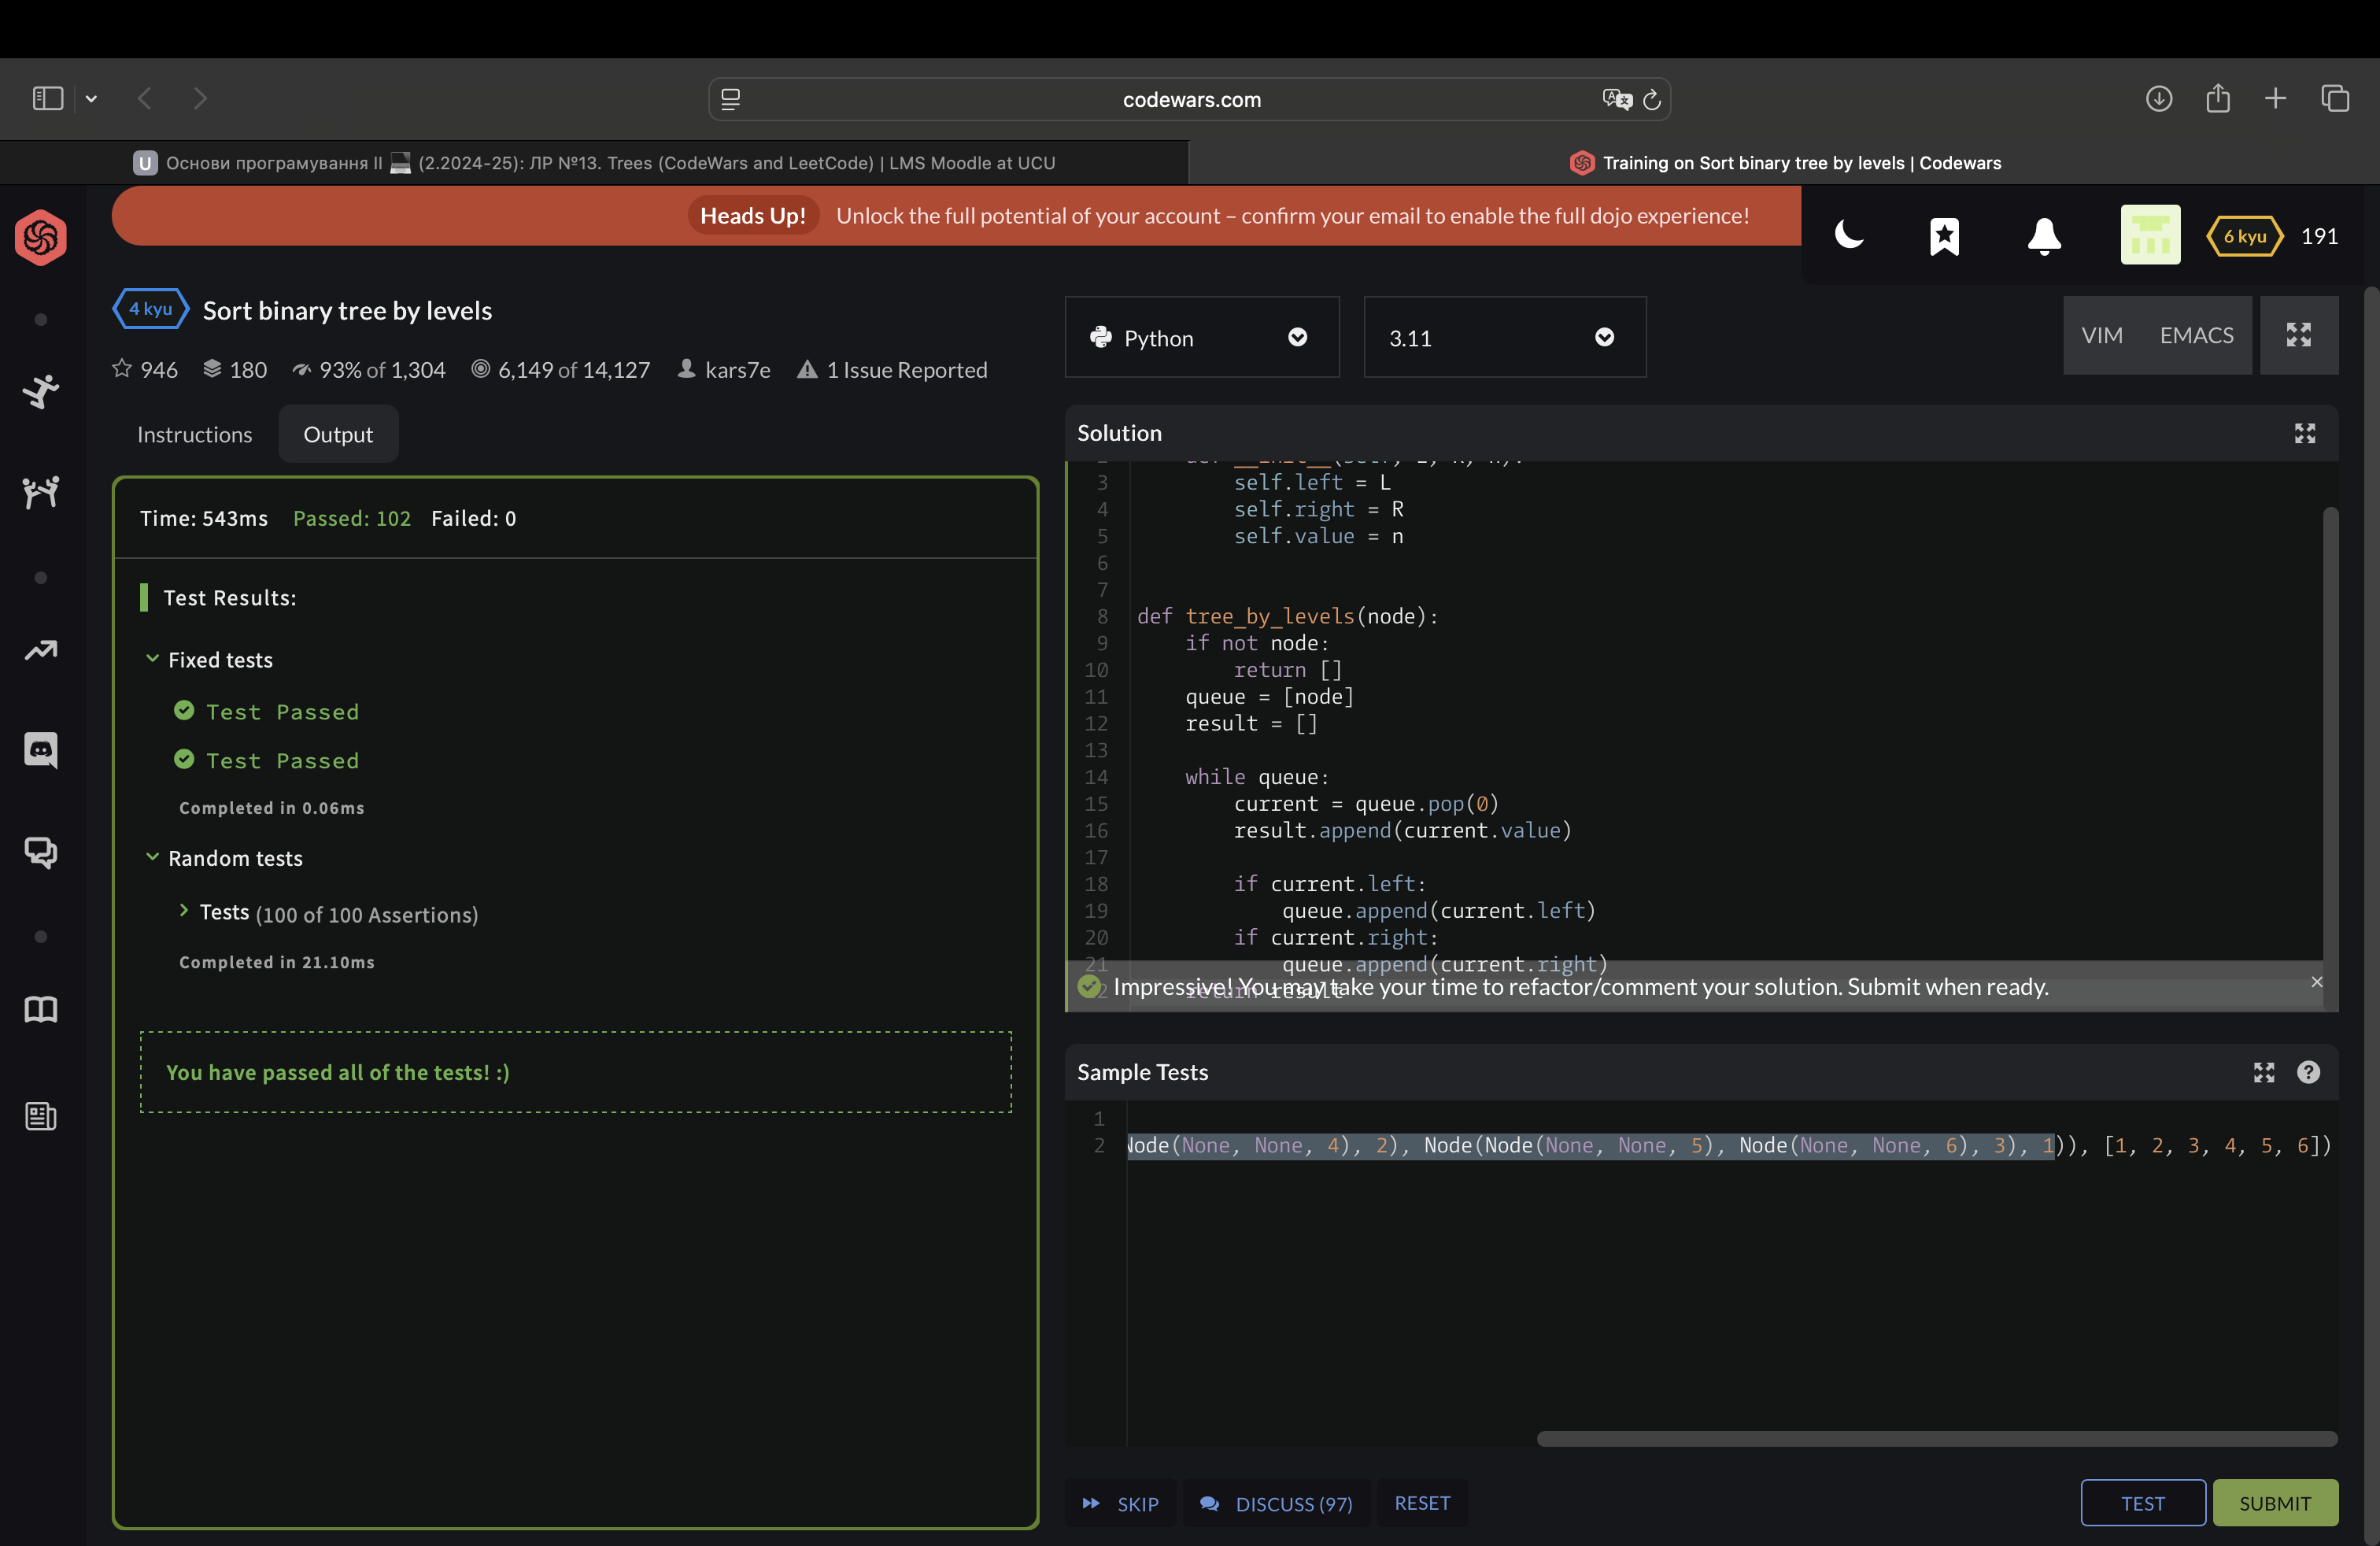 codewars.com
U Основи програмування II 💻 (2.2024-25): ЛР №13. Trees (CodeWars and LeetCode) | LMS Moodle at UCU
Training on Sort binary tree by levels | Codewars
Heads Up! Unlock the full potential of your account – confirm your email to enable the full dojo experience!
6 kyu 191
4 kyu Sort binary tree by levels
946 180 93% of 1,304 6,149 of 14,127 kars7e 1 Issue Reported
Python 3.11 VIM EMACS
Instructions Output
Time: 543ms Passed: 102 Failed: 0
Test Results:
Fixed tests
Test Passed
Test Passed
Completed in 0.06ms
Random tests
Tests (100 of 100 Assertions)
Completed in 21.10ms
You have passed all of the tests! :)
Solution
3 self.left = L
4 self.right = R
5 self.value = n
6
7
8 def tree_by_levels(node):
9 if not node:
10 return []
11 queue = [node]
12 result = []
13
14 while queue:
15 current = queue.pop(0)
16 result.append(current.value)
17
18 if current.left:
19 queue.append(current.left)
20 if current.right:
21 queue.append(current.right)
return result
Impressive! You may take your time to refactor/comment your solution. Submit when ready.
Sample Tests
1
2 Node(None, None, 4), 2), Node(Node(None, None, 5), Node(None, None, 6), 3), 1)), [1, 2, 3, 4, 5, 6])
SKIP DISCUSS (97) RESET TEST SUBMIT